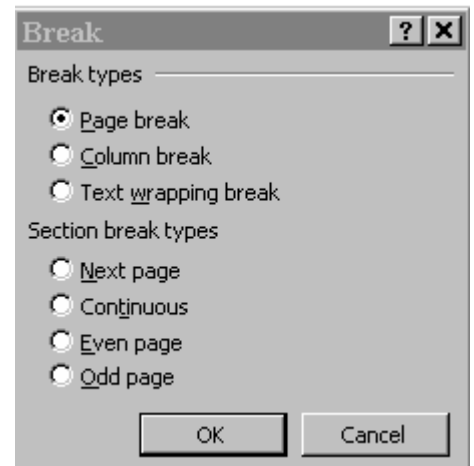 Break ? X
Break types
Page break
Column break
Text wrapping break
Section break types
Next page
Continuous
Even page
Odd page
OK Cancel